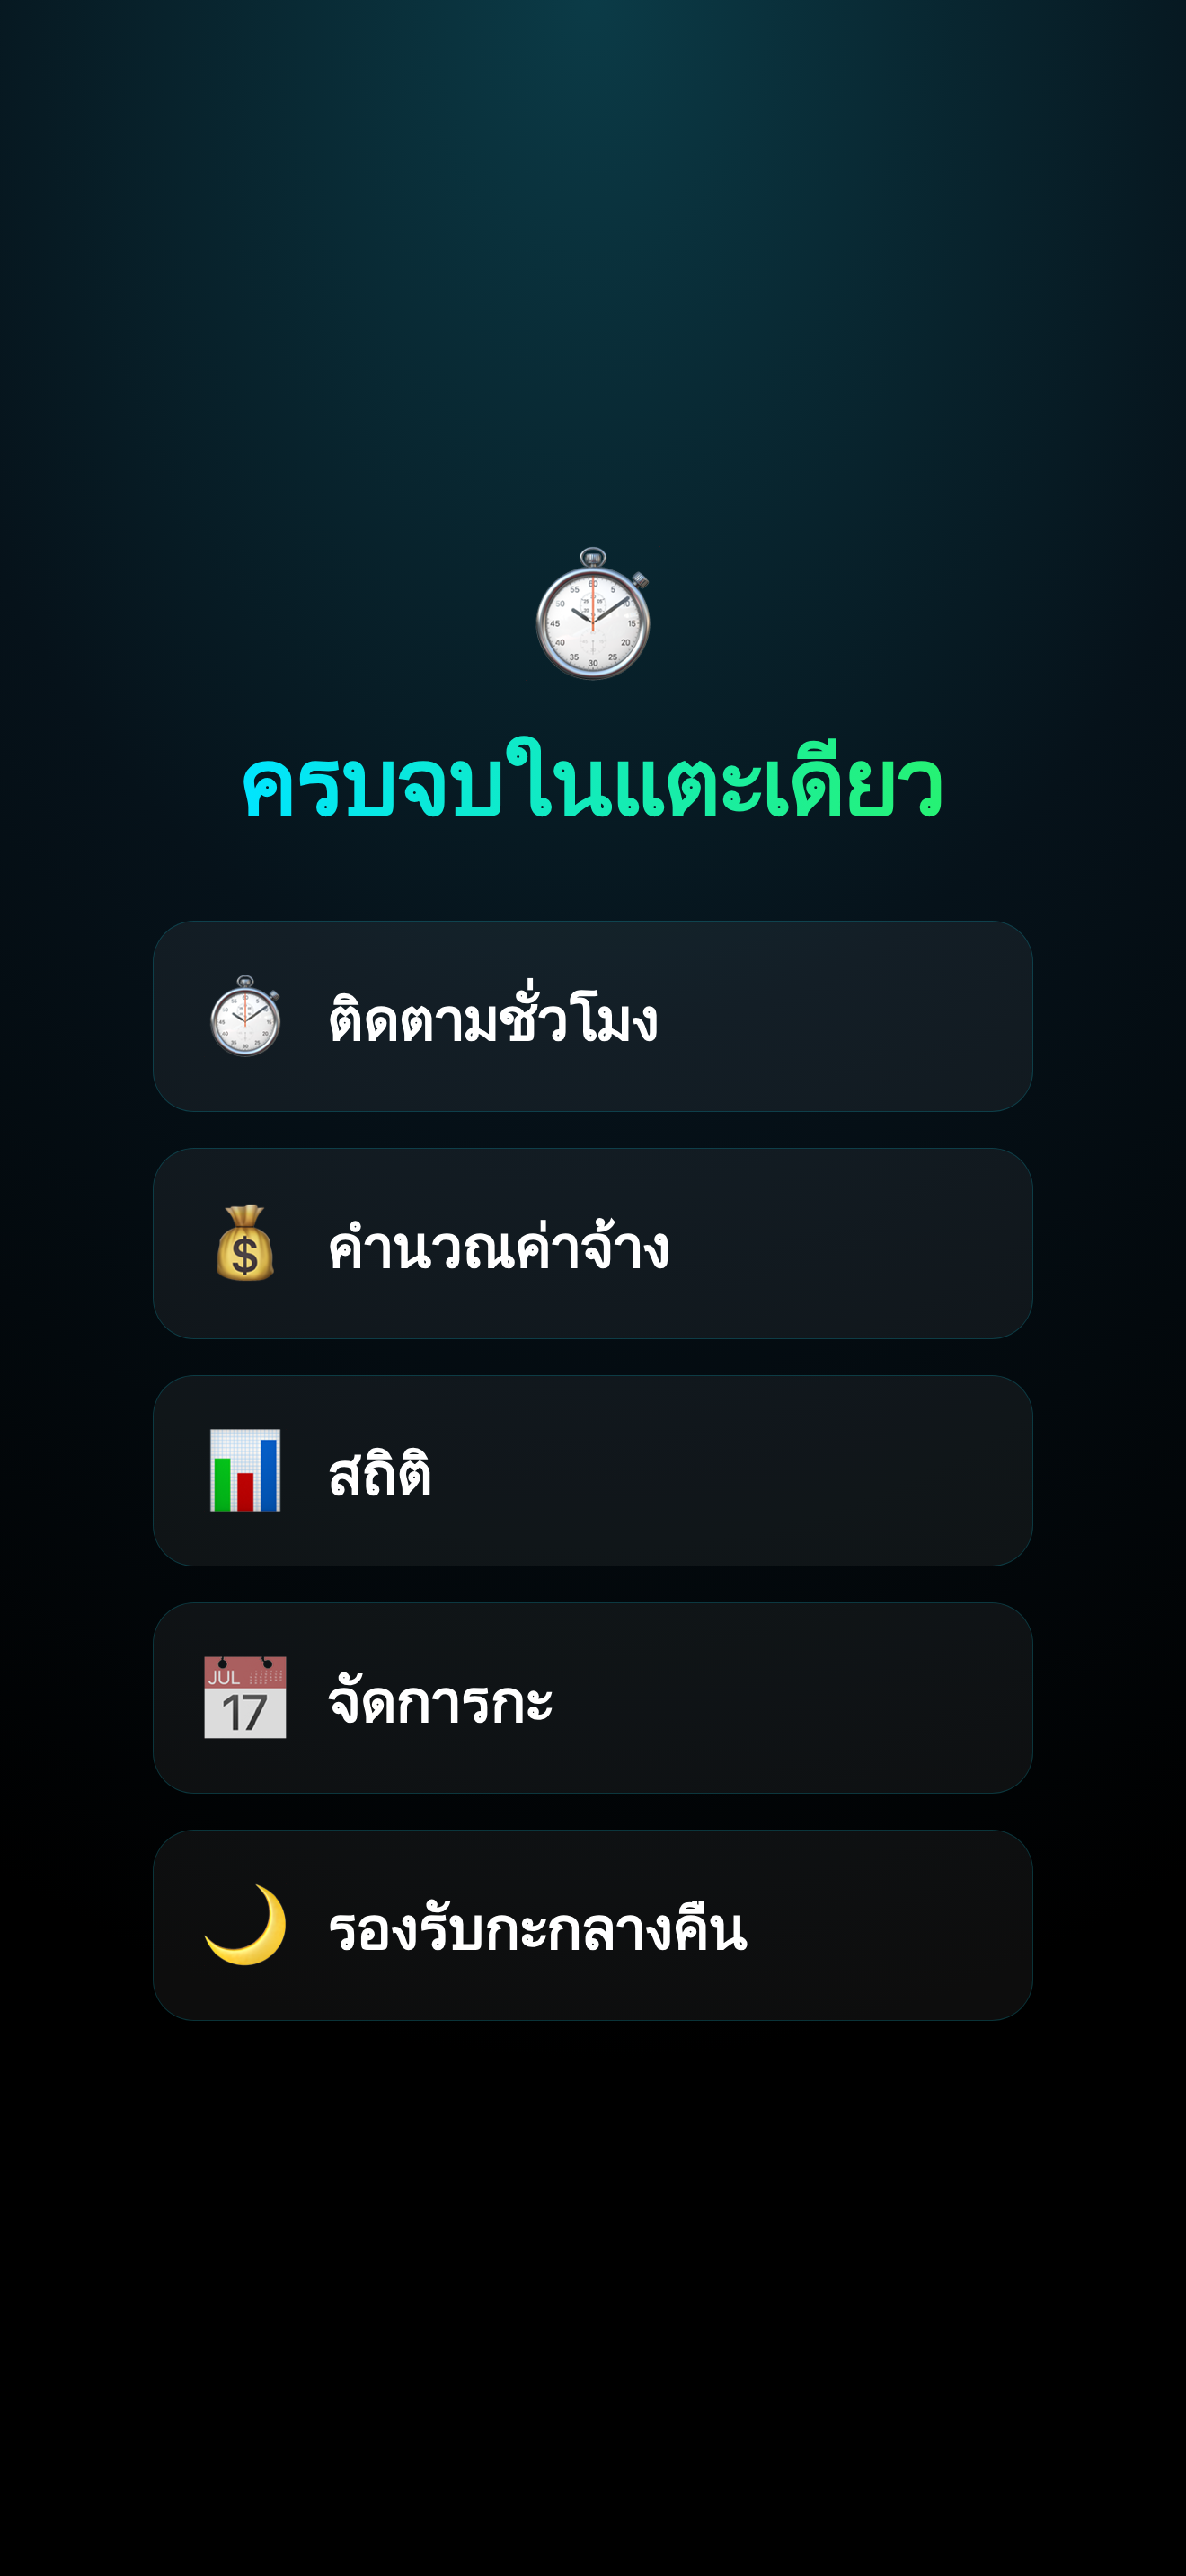 ครบจบในแตะเดียว
ติดตามชั่วโมง
คำนวณค่าจ้าง
สถิติ
JUL
17
จัดการกะ
รองรับกะกลางคืน